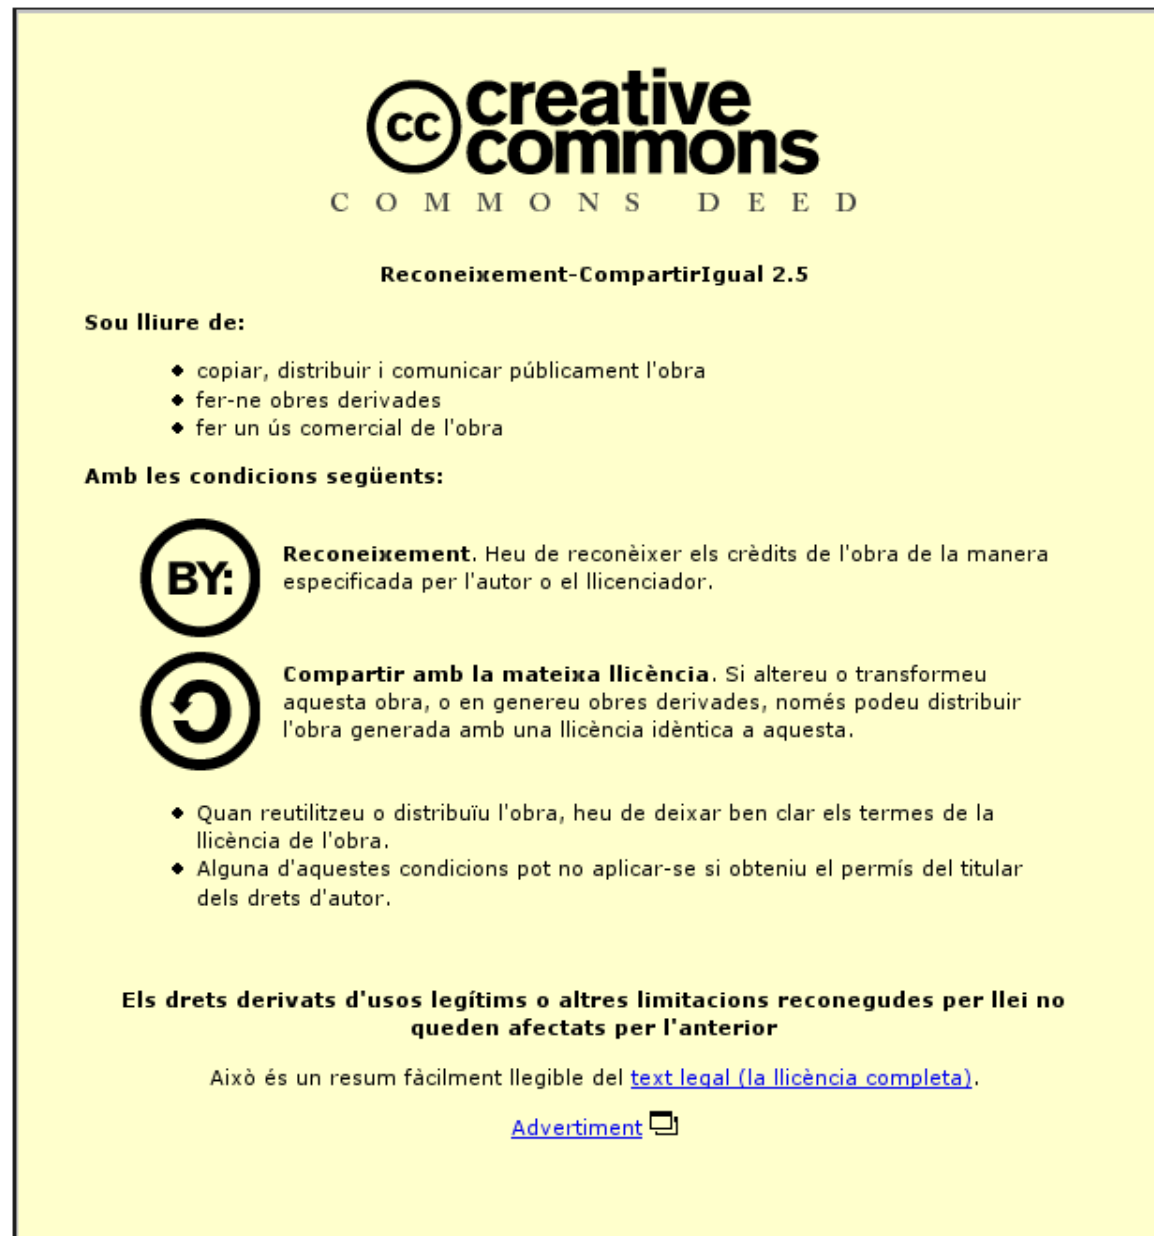 cc creative
commons
COMMONS DEED
Reconeixement-CompartirIgual 2.5
Sou lliure de:
copiar, distribuir i comunicar públicament l'obra
fer-ne obres derivades
fer un ús comercial de l'obra
Amb les condicions següents:
BY:
Reconeixement. Heu de reconèixer els crèdits de l'obra de la manera
especificada per l'autor o el llicenciador.
Compartir amb la mateixa llicència. Si altereu o transformeu
aquesta obra, o en genereu obres derivades, només podeu distribuir
l'obra generada amb una llicència idèntica a aquesta.
Quan reutilitzeu o distribuïu l'obra, heu de deixar ben clar els termes de la
llicència de l'obra.
Alguna d'aquestes condicions pot no aplicar-se si obteniu el permís del titular
dels drets d'autor.
Els drets derivats d'usos legítims o altres limitacions reconegudes per llei no
queden afectats per l'anterior
Això és un resum fàcilment llegible del text legal (la llicència completa).
Advertiment